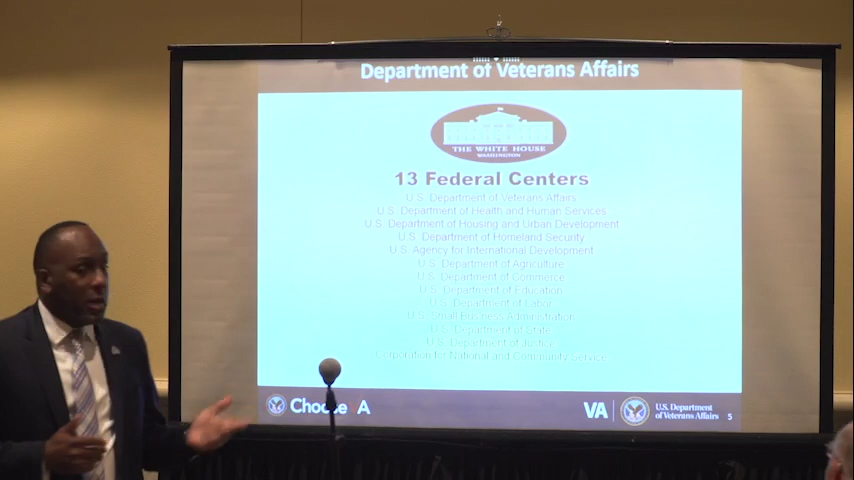 Department of Veterans Affairs
THE WHITE HOUSE
WASHINGTON
13 Federal Centers
U.S. Department of Veterans Affairs
U.S. Department of Health and Human Services
U.S. Department of Housing and Urban Development
U.S. Department of Homeland Security
U.S. Agency for International Development
U.S. Department of Agriculture
U.S. Department of Commerce
U.S. Department of Education
U.S. Department of Labor
U.S. Small Business Administration
U.S. Department of State
U.S. Department of Justice
Corporation for National and Community Service
Choose VA
VA
U.S. Department
of Veterans Affairs
5